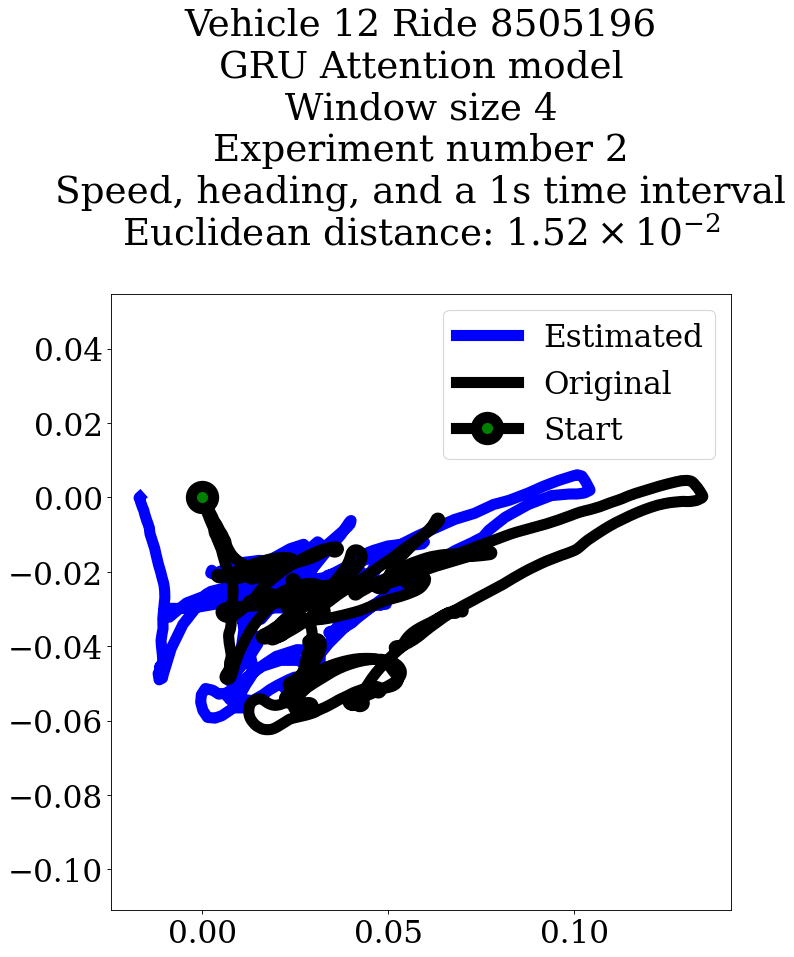 Vehicle 12 Ride 8505196
GRU Attention model
Window size 4
Experiment number 2
Speed, heading, and a 1s time interval
Euclidean distance: $1.52 \times 10^{-2}$
Estimated
Original
Start
0.04
0.02
0.00
−0.02
−0.04
−0.06
−0.08
−0.10
0.00 0.05 0.10